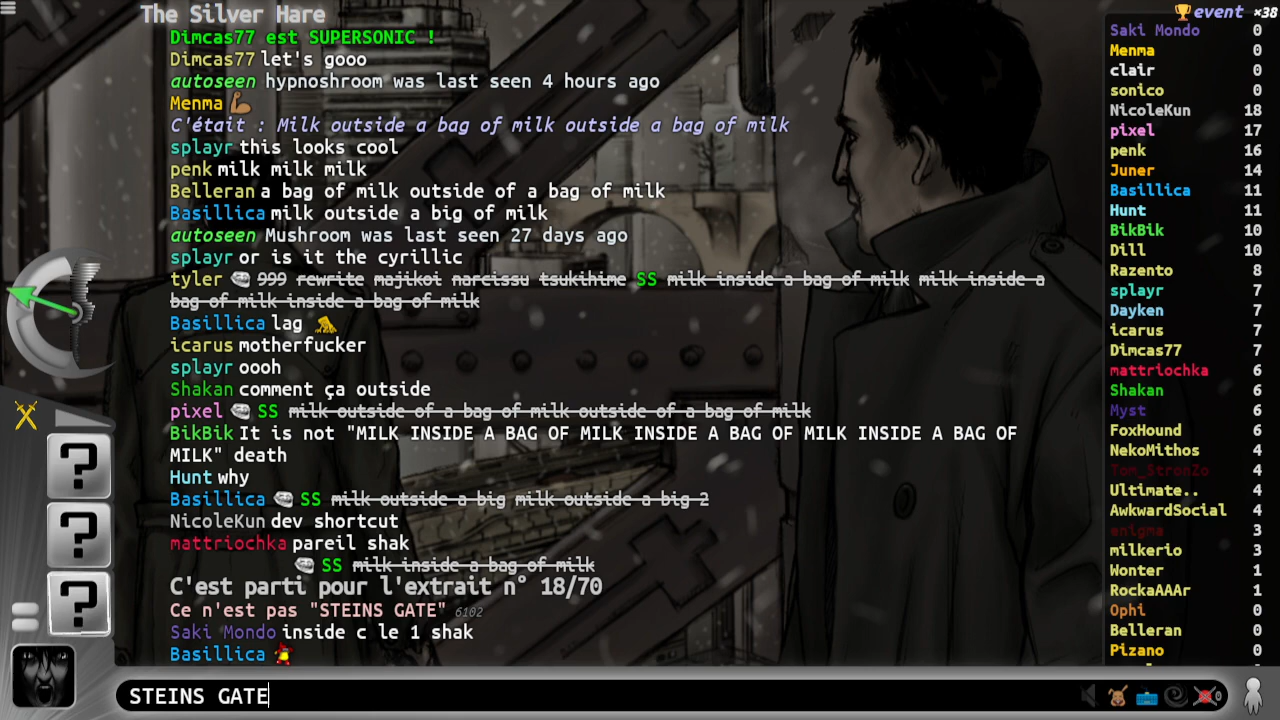 The Silver Hare
event ×38
Dimcas77 est SUPERSONIC !
Dimcas77 let's gooo
autoseen hypnoshroom was last seen 4 hours ago
Menma
C'était : Milk outside a bag of milk outside a bag of milk
splayr this looks cool
penk milk milk milk
Belleran a bag of milk outside of a bag of milk
Basillica milk outside a big of milk
autoseen Mushroom was last seen 27 days ago
splayr or is it the cyrillic
tyler 999 rewrite majikoi narcissu tsukihime SS milk inside a bag of milk milk inside a
bag of milk inside a bag of milk
Basillica lag
icarus motherfucker
splayr oooh
Shakan comment ça outside
pixel SS milk outside of a bag of milk outside of a bag of milk
BikBik It is not "MILK INSIDE A BAG OF MILK INSIDE A BAG OF MILK INSIDE A BAG OF
MILK" death
Hunt why
Basillica SS milk outside a big milk outside a big 2
NicoleKun dev shortcut
mattriochka pareil shak
SS milk inside a bag of milk
C'est parti pour l'extrait n° 18/70
Ce n'est pas "STEINS GATE" 6102
Saki Mondo inside c le 1 shak
Basillica
STEINS GATE
0
Saki Mondo 0
Menma 0
clair 0
sonico 0
NicoleKun 18
pixel 17
penk 16
Juner 14
Basillica 11
Hunt 11
BikBik 10
Dill 10
Razento 8
splayr 7
Dayken 7
icarus 7
Dimcas77 7
mattriochka 6
Shakan 6
Myst 6
FoxHound 6
NekoMithos 4
Tom_StronZo 4
Ultimate.. 4
AwkwardSocial 4
enigma 3
milkerio 3
Wonter 1
RockaAAAr 1
Ophi 0
Belleran 0
Pizano 0
? 
? 
?